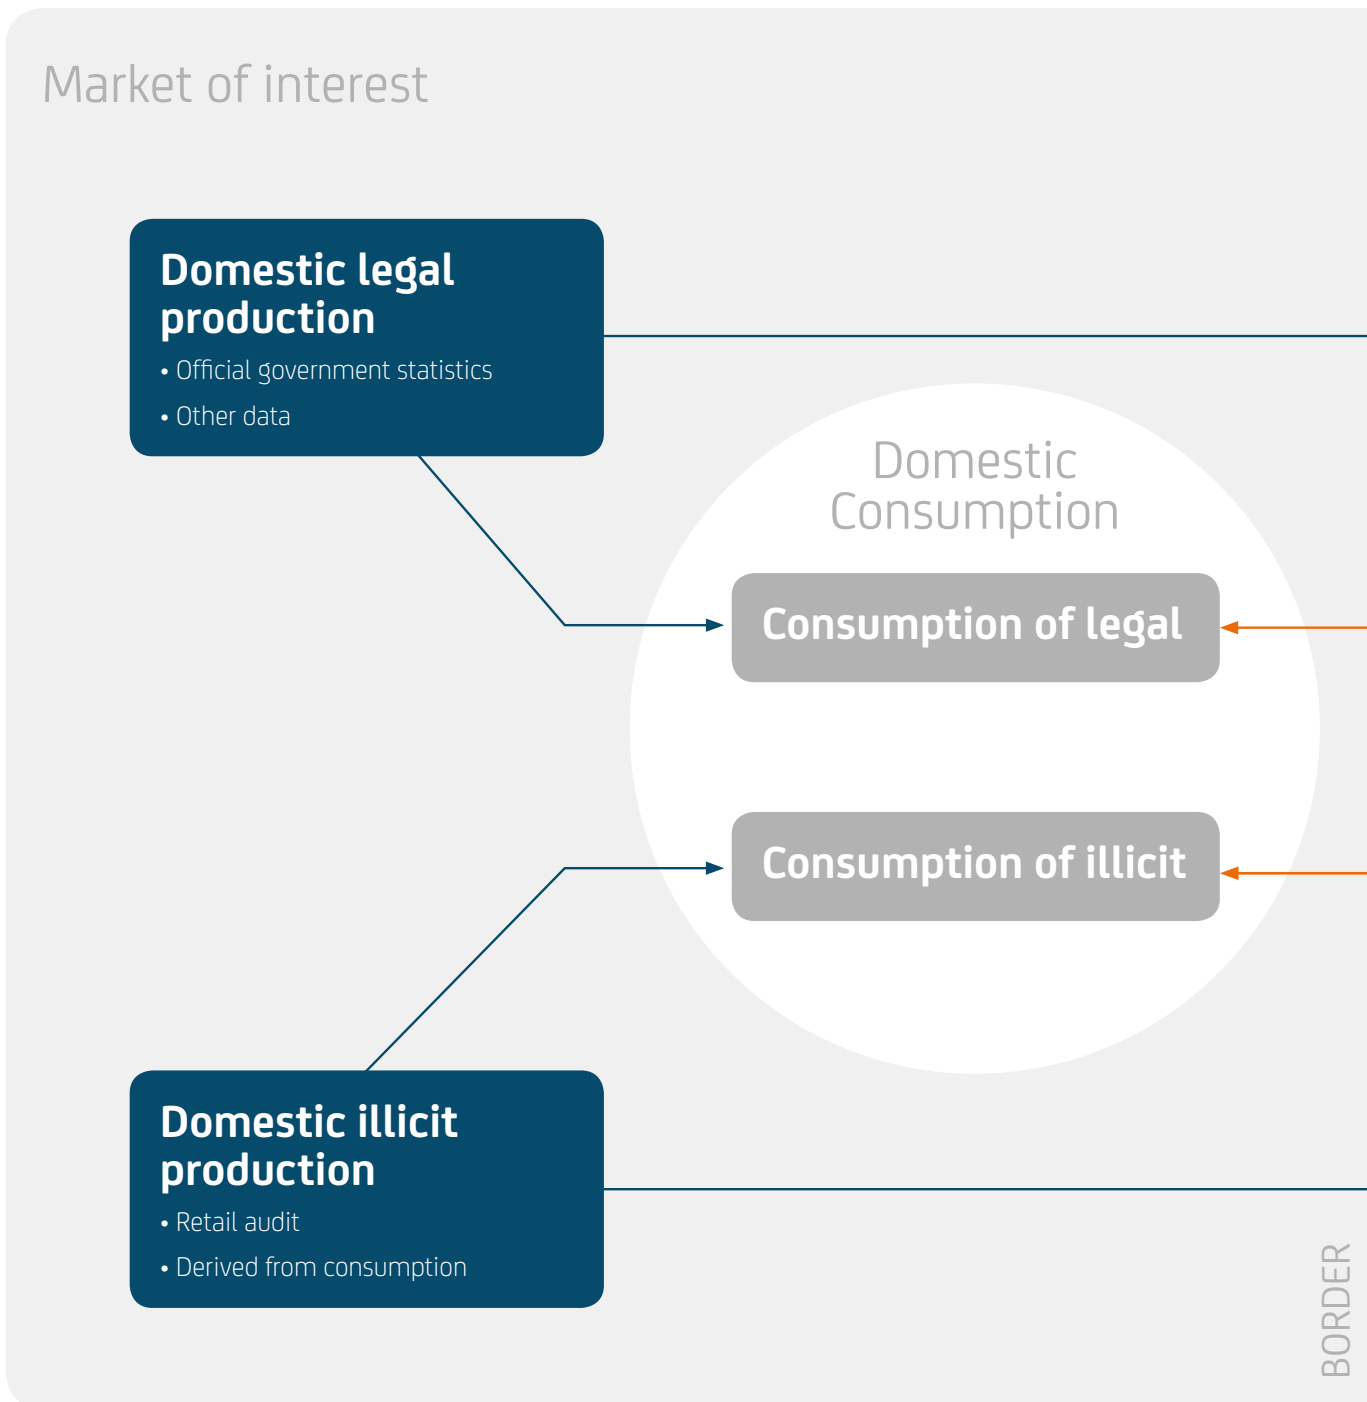 Market of interest
Domestic legal
production
• Official government statistics
• Other data
Domestic
Consumption
Consumption of legal
Consumption of illicit
Domestic illicit
production
• Retail audit
• Derived from consumption
BORDER